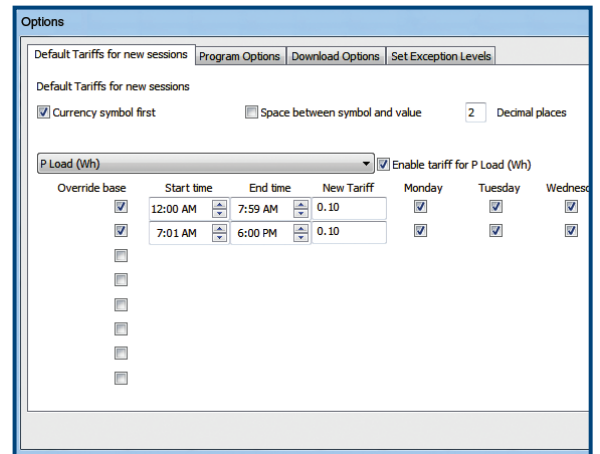 Options
Default Tariffs for new sessions Program Options Download Options Set Exception Levels
Default Tariffs for new sessions
Currency symbol first Space between symbol and value 2 Decimal places
P Load (Wh) Enable tariff for P Load (Wh)
Override base Start time End time New Tariff Monday Tuesday Wednesd
12:00 AM 7:59 AM 0.10
7:01 AM 6:00 PM 0.10